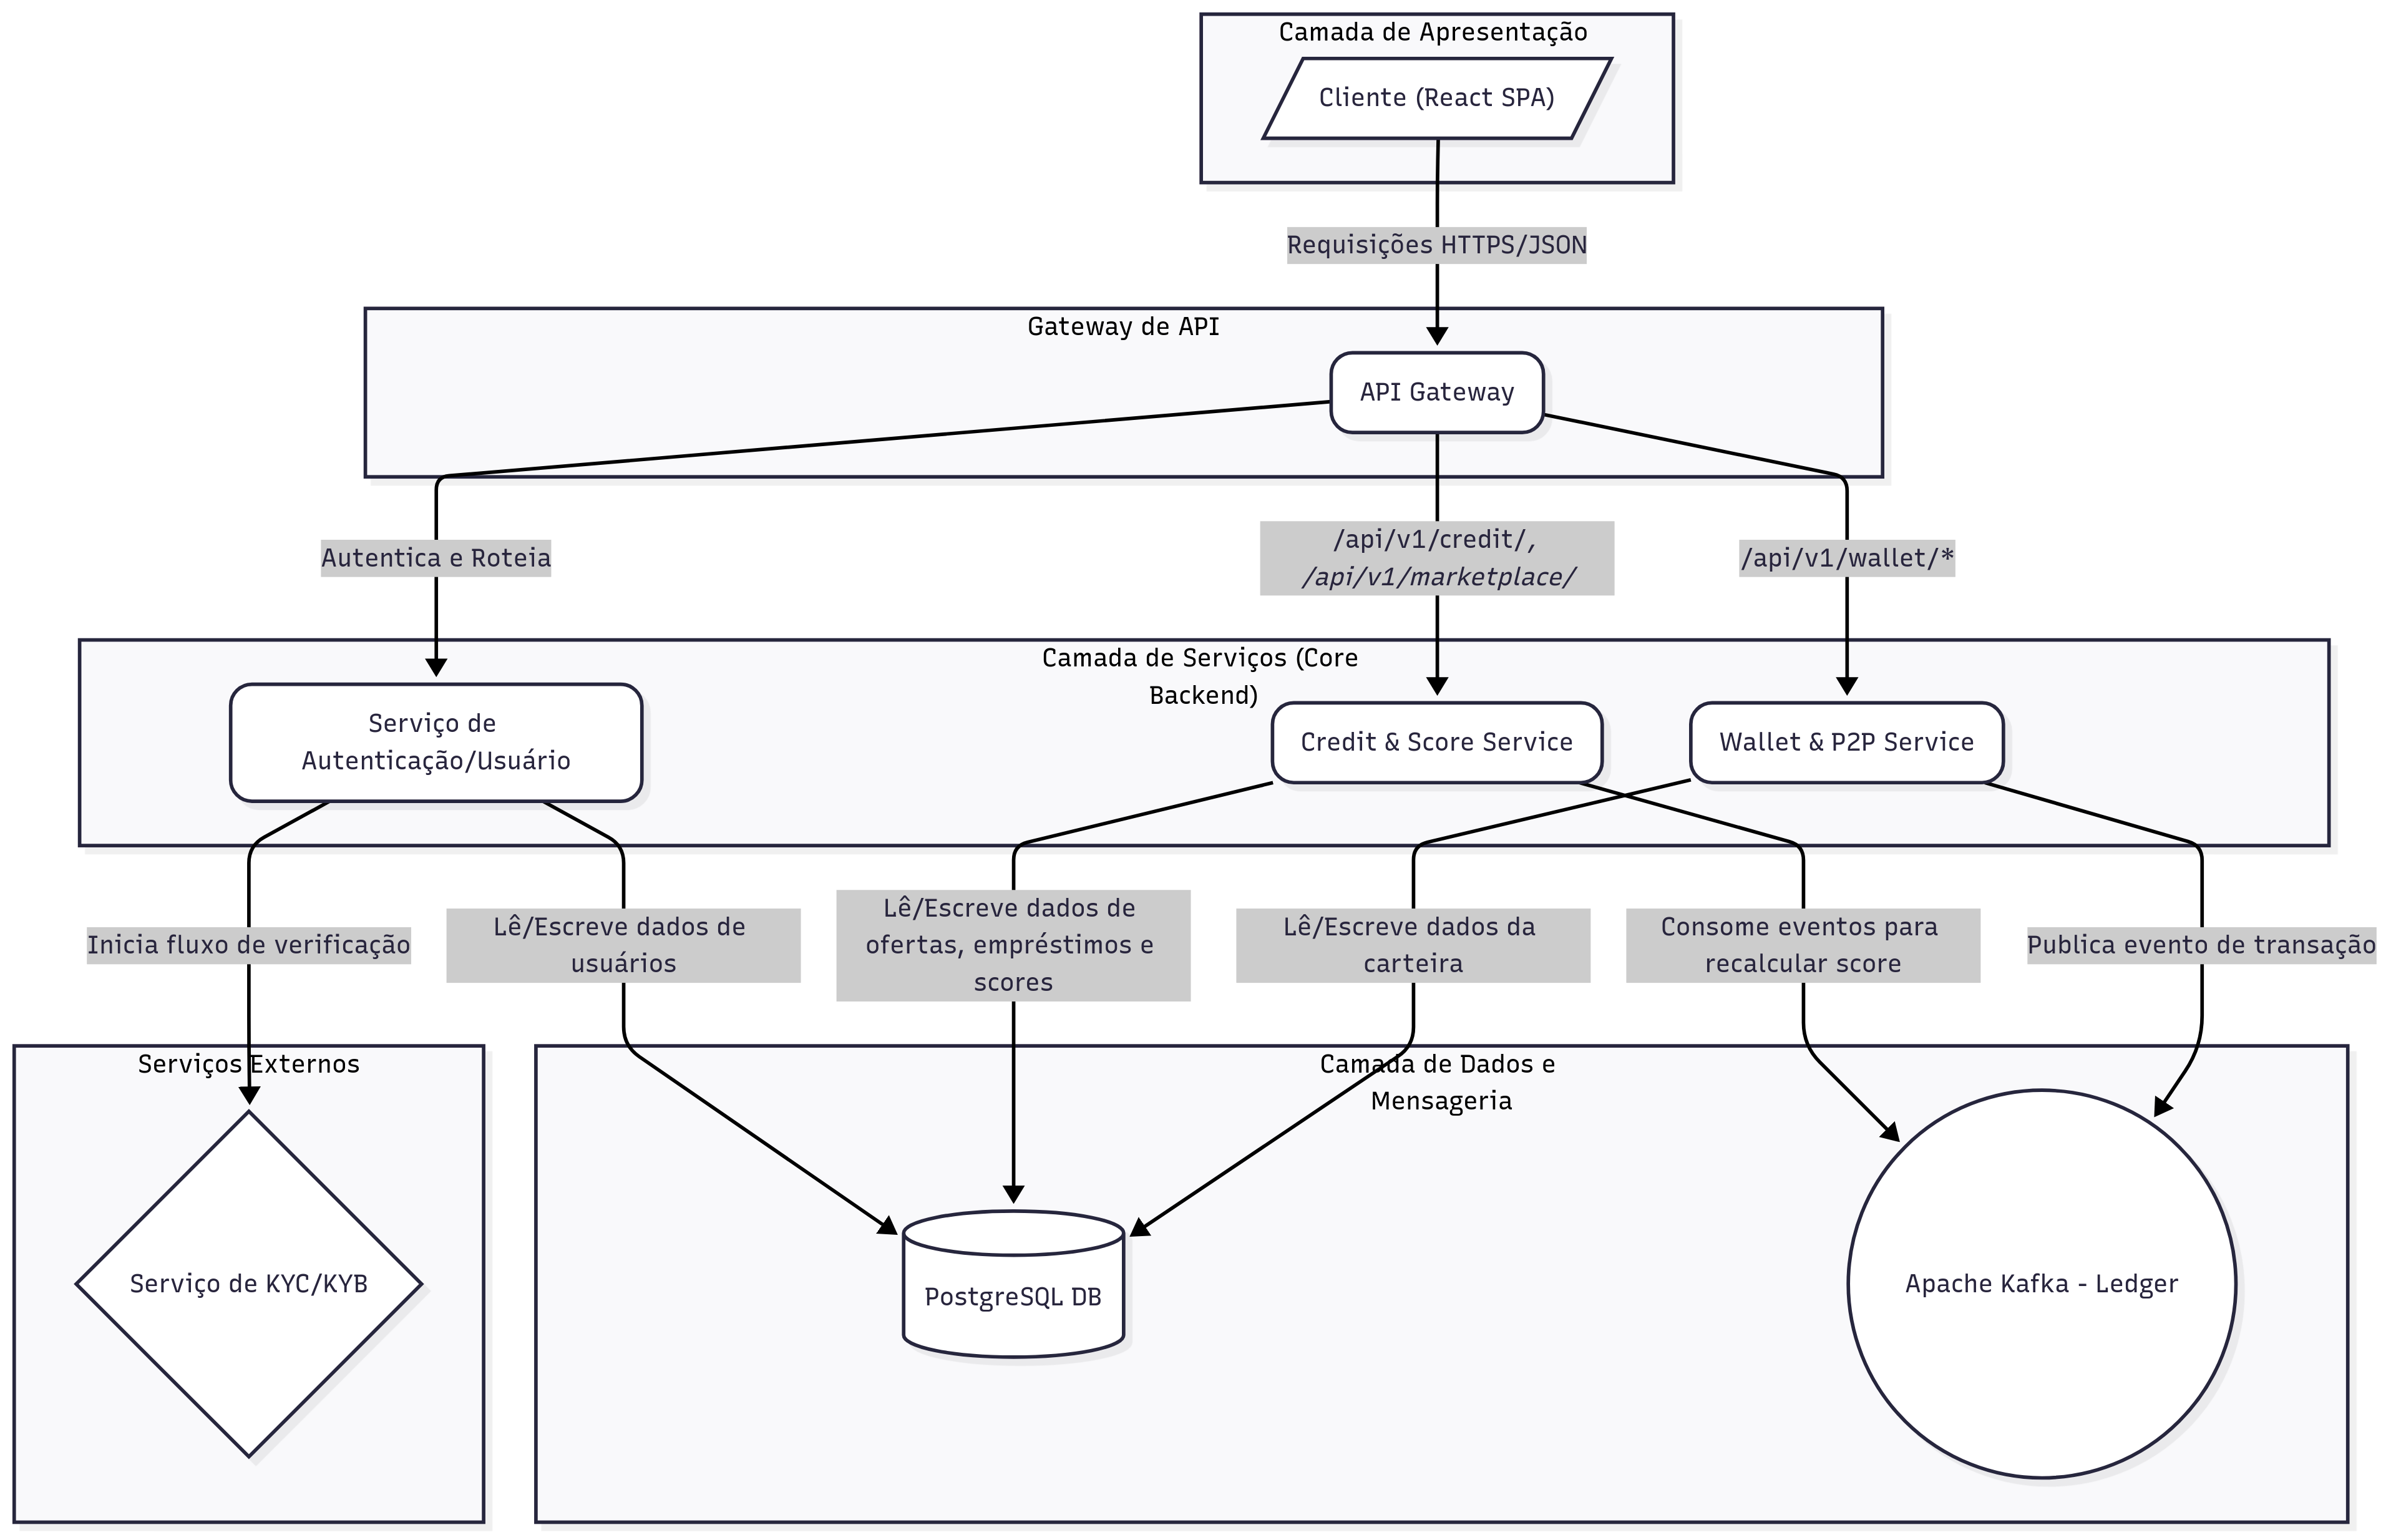 Camada de Apresentação
Cliente (React SPA)
Requisições HTTPS/JSON
Gateway de API
API Gateway
Autentica e Roteia
/api/v1/credit/,
/api/v1/marketplace/
/api/v1/wallet/*
Camada de Serviços (Core
Backend)
Serviço de
Autenticação/Usuário
Credit & Score Service
Wallet & P2P Service
Inicia fluxo de verificação
Lê/Escreve dados de
usuários
Lê/Escreve dados de
ofertas, empréstimos e
scores
Lê/Escreve dados da
carteira
Consome eventos para
recalcular score
Publica evento de transação
Serviços Externos
Serviço de KYC/KYB
Camada de Dados e
Mensageria
PostgreSQL DB
Apache Kafka - Ledger